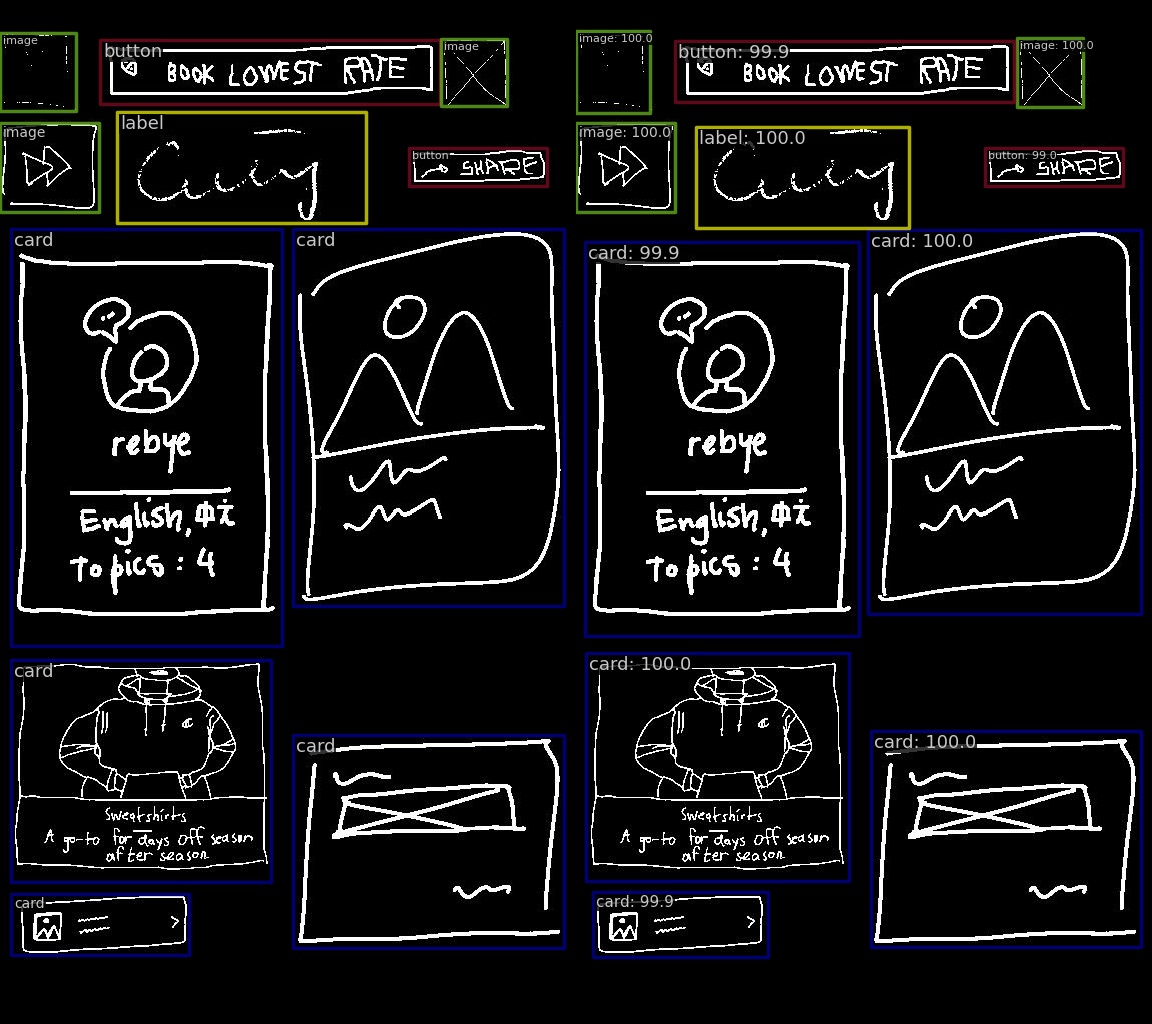 image
button
BOOK LOWEST RATE
image
image
label
button
SHARE
card
rebye
English, 中文
Topics : 4
card
card
Sweatshirts
A go-to for days off season
after season
card
card
image: 100.0
button: 99.9
BOOK LOWEST RATE
image: 100.0
image: 100.0
label: 100.0
button: 99.0
SHARE
card: 99.9
rebye
English, 中文
Topics : 4
card: 100.0
card: 100.0
Sweatshirts
A go-to for days off season
after season
card: 100.0
card: 99.9